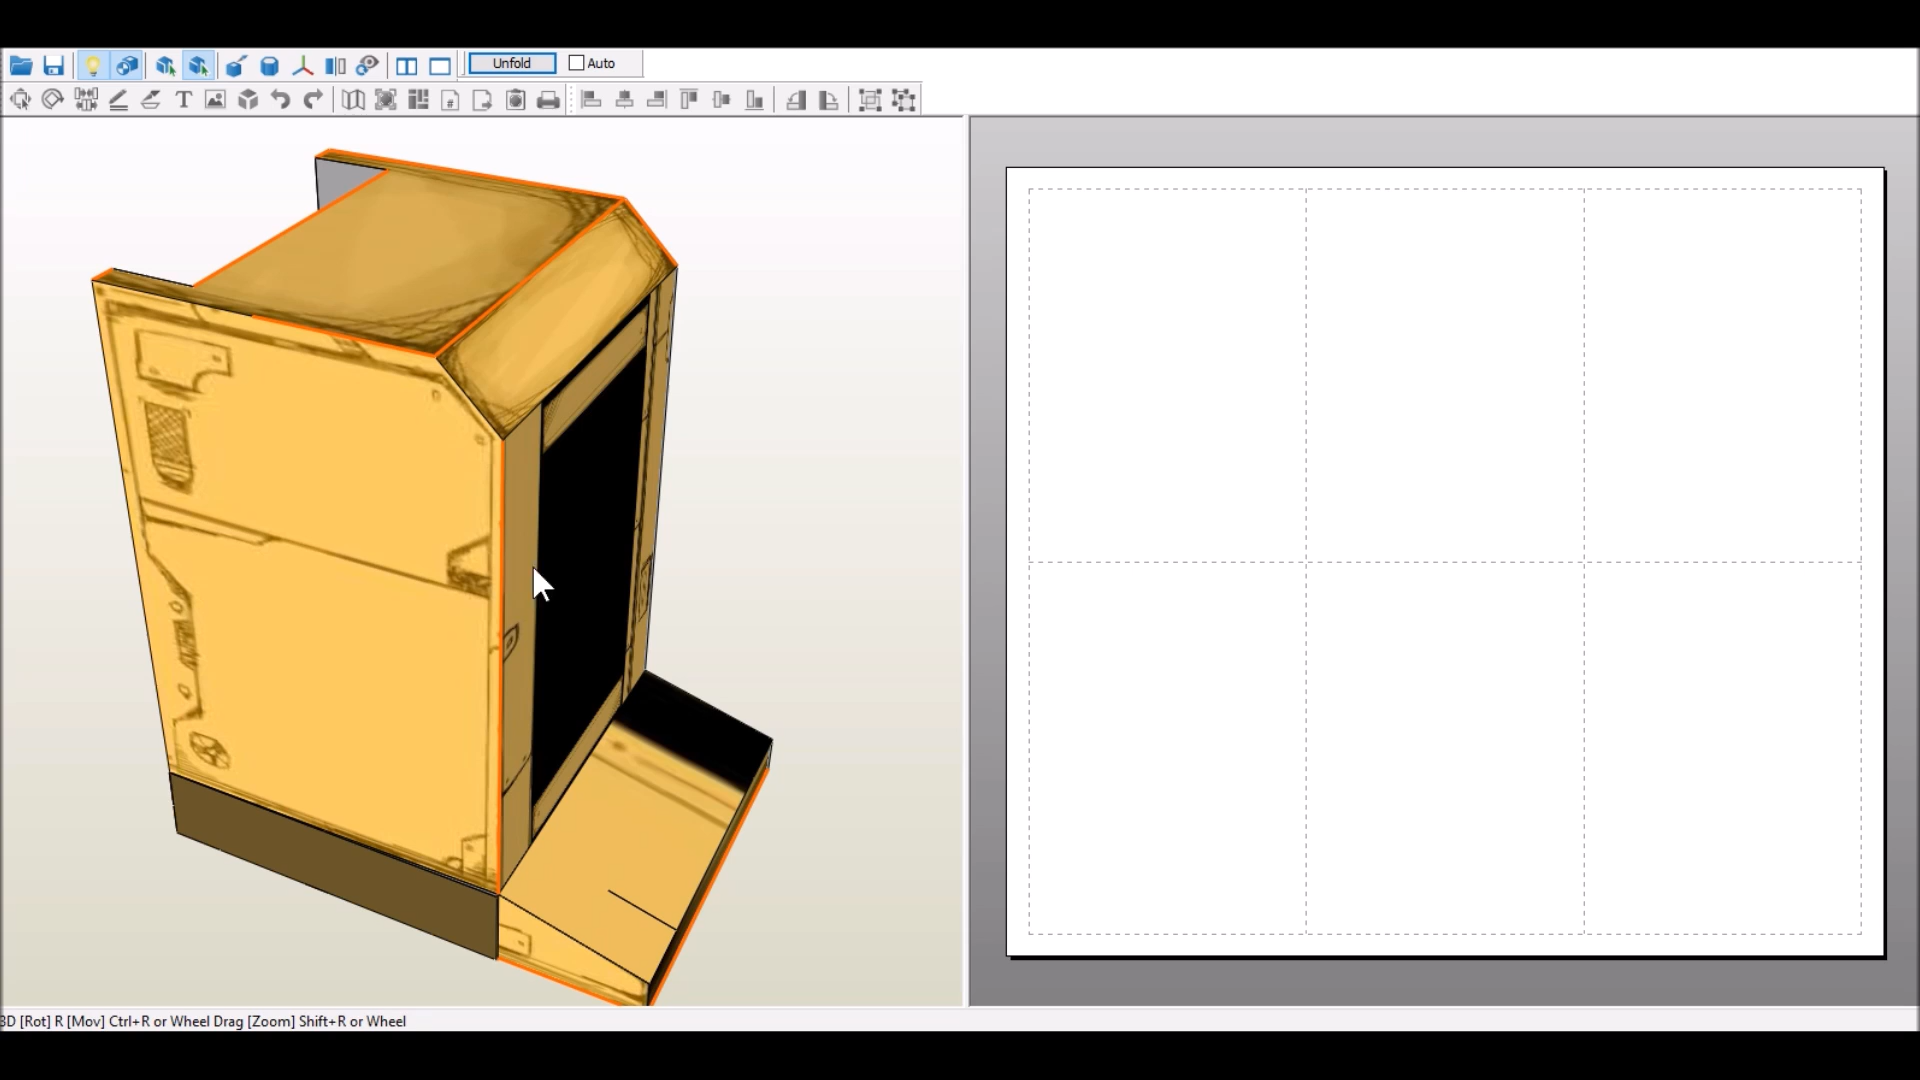 Unfold
Auto
3D [Rot] R [Mov] Ctrl+R or Wheel Drag [Zoom] Shift+R or Wheel